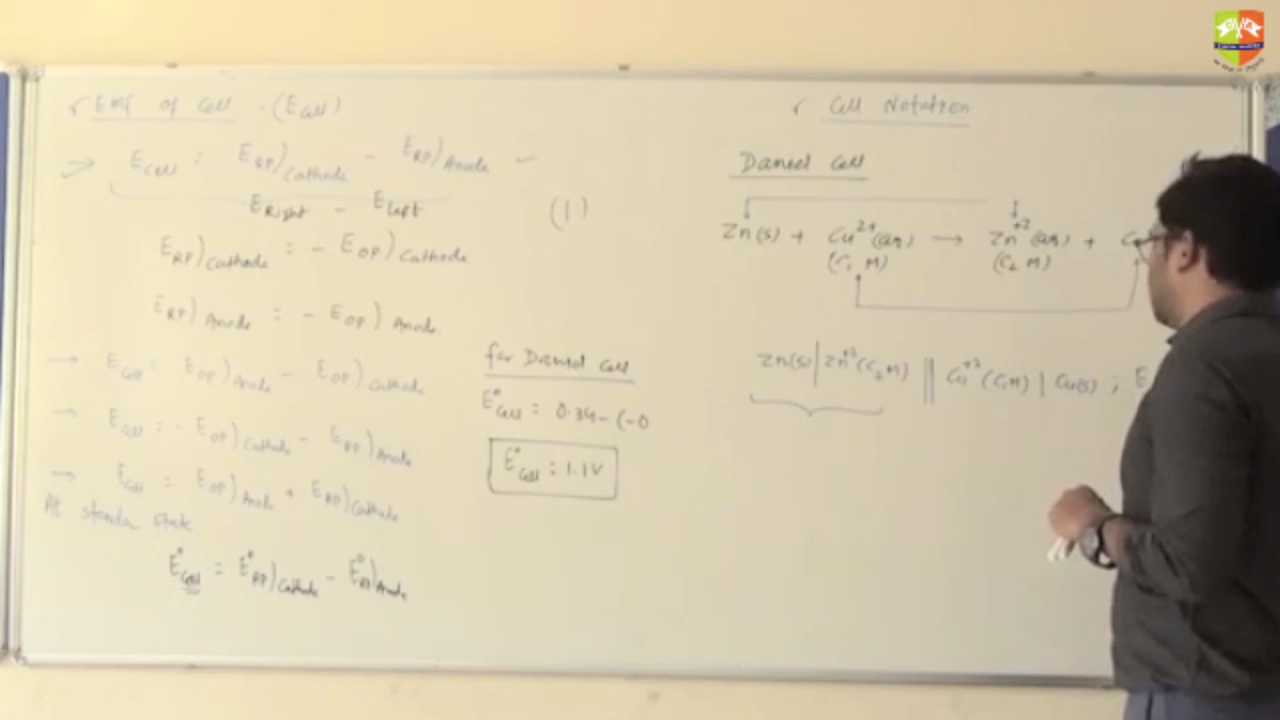 Emf of Cell (ECell)
ECell : ERP)Cathode - ERP)Anode
ERight - ELeft
(1)
ERP)Cathode = - EOP)Cathode
ERP)Anode = - EOP)Anode
→ ECell : EOP)Anode - EOP)Cathode
→ ECell = - EOP)Cathode - ERP)Anode
→ ECell : EOP)Anode + ERP)Cathode
At standa state
E°Cell = E°RP)Cathode - E°RP)Anode
for Daniel Cell
E°Cell = 0.34 - (-0
E°Cell = 1.1V
Cell Notation
Daniel Cell
Zn(s) + Cu2+(aq) → Zn+2(aq) + C
(C1 M) (C2 M)
Zn(s) | Zn+2(C2M) || Cu+2(C1M) | Cu(s) ; E